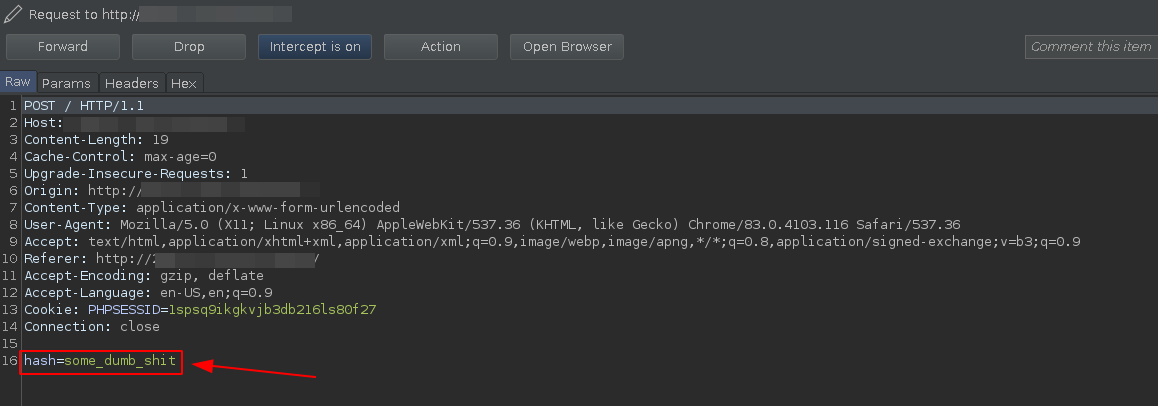 Request to http://
Forward Drop Intercept is on Action Open Browser Comment this item
Raw Params Headers Hex
1 POST / HTTP/1.1
2 Host:
3 Content-Length: 19
4 Cache-Control: max-age=0
5 Upgrade-Insecure-Requests: 1
6 Origin: http://
7 Content-Type: application/x-www-form-urlencoded
8 User-Agent: Mozilla/5.0 (X11; Linux x86_64) AppleWebKit/537.36 (KHTML, like Gecko) Chrome/83.0.4103.116 Safari/537.36
9 Accept: text/html,application/xhtml+xml,application/xml;q=0.9,image/webp,image/apng,*/*;q=0.8,application/signed-exchange;v=b3;q=0.9
10 Referer: http:// /
11 Accept-Encoding: gzip, deflate
12 Accept-Language: en-US,en;q=0.9
13 Cookie: PHPSESSID=1spsq9ikgkvjb3db216ls80f27
14 Connection: close
15
16 hash=some_dumb_shit